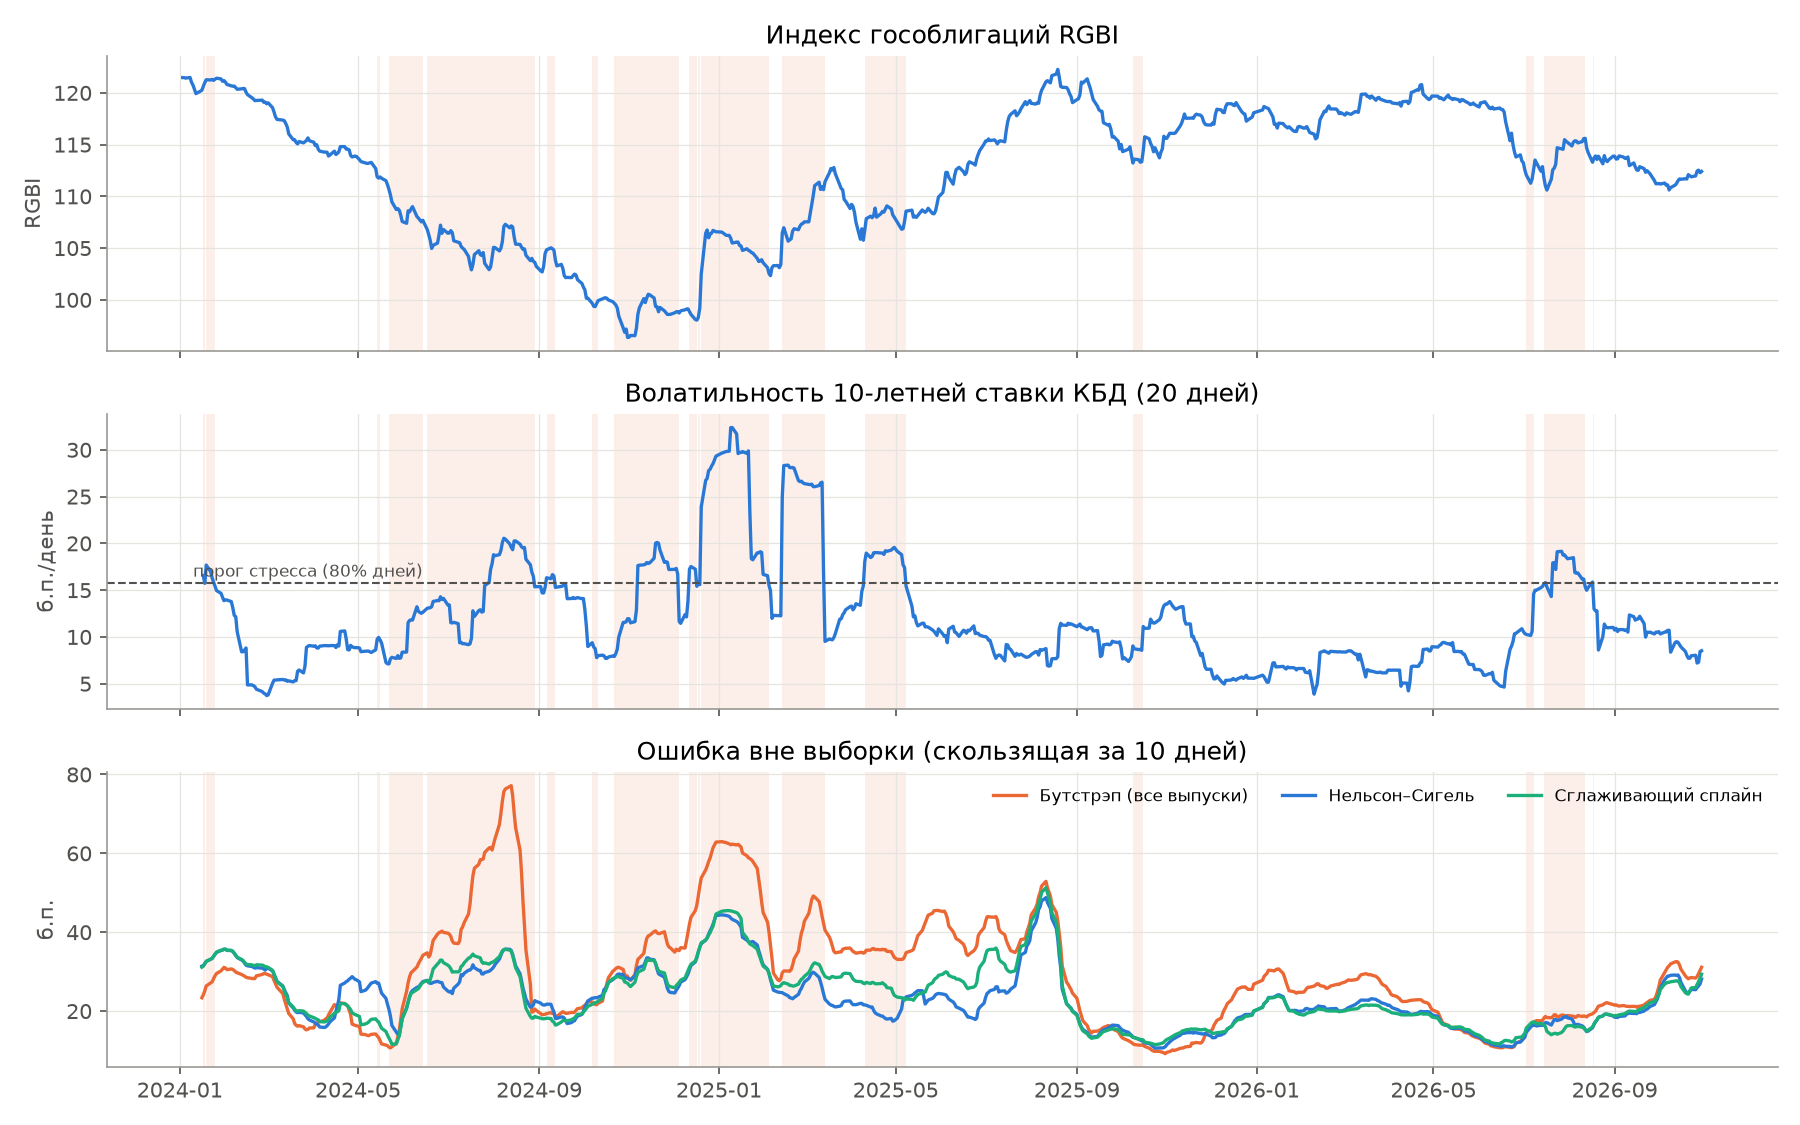 Индекс гособлигаций RGBI
RGBI
120
115
110
105
100
Волатильность 10-летней ставки КБД (20 дней)
б.п./день
30
25
20
15
10
5
порог стресса (80% дней)
Ошибка вне выборки (скользящая за 10 дней)
б.п.
80
60
40
20
Бутстрэп (все выпуски)
Нельсон–Сигель
Сглаживающий сплайн
2024-01
2024-05
2024-09
2025-01
2025-05
2025-09
2026-01
2026-05
2026-09